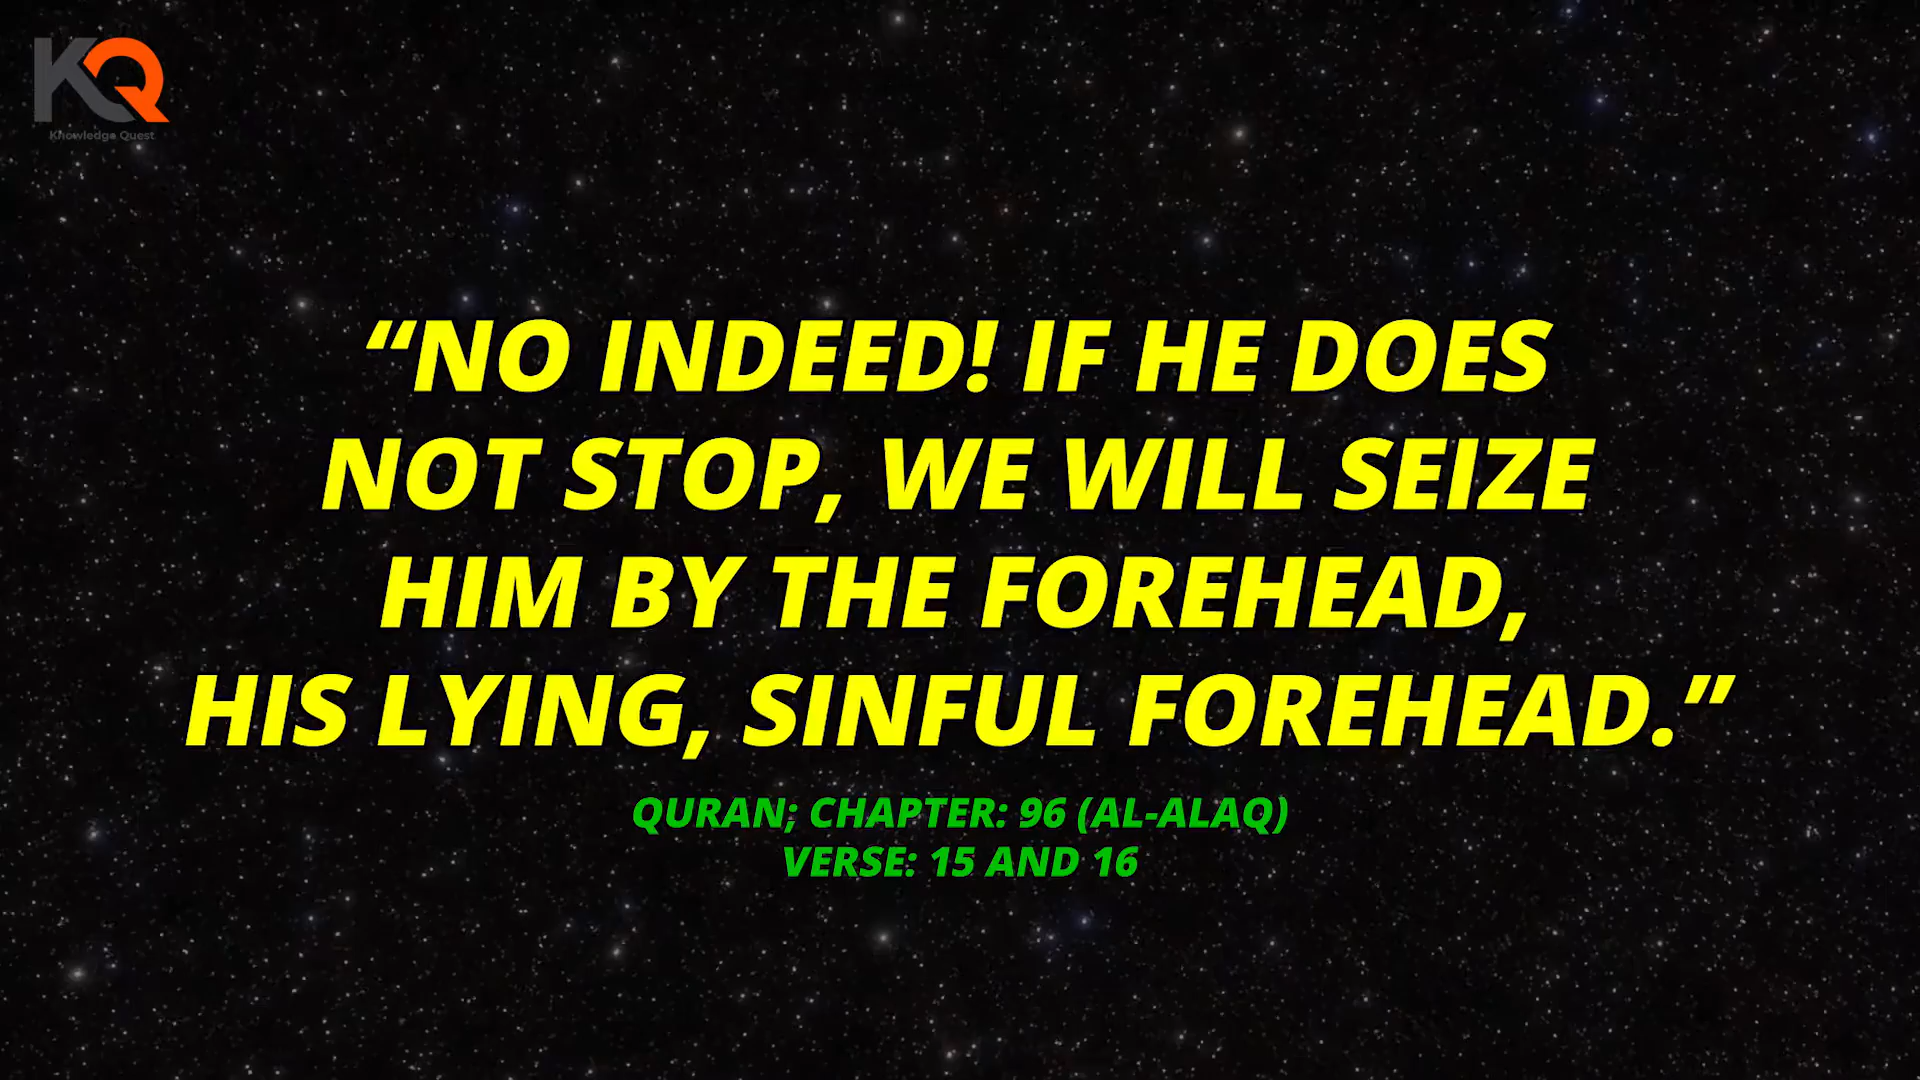 KQ
Knowledge Quest
“NO INDEED! IF HE DOES
NOT STOP, WE WILL SEIZE
HIM BY THE FOREHEAD,
HIS LYING, SINFUL FOREHEAD.”
QURAN; CHAPTER: 96 (AL-ALAQ)
VERSE: 15 AND 16